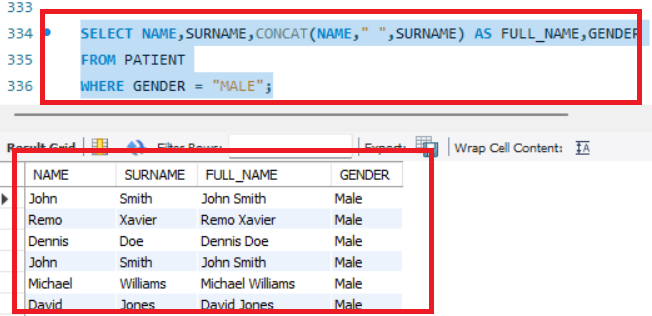 333
334 SELECT NAME,SURNAME,CONCAT(NAME," ",SURNAME) AS FULL_NAME,GENDER
335 FROM PATIENT
336 WHERE GENDER = "MALE";
Result Grid Filter Rows: Export: Wrap Cell Content: IA
NAME SURNAME FULL_NAME GENDER
John Smith John Smith Male
Remo Xavier Remo Xavier Male
Dennis Doe Dennis Doe Male
John Smith John Smith Male
Michael Williams Michael Williams Male
David Jones David Jones Male